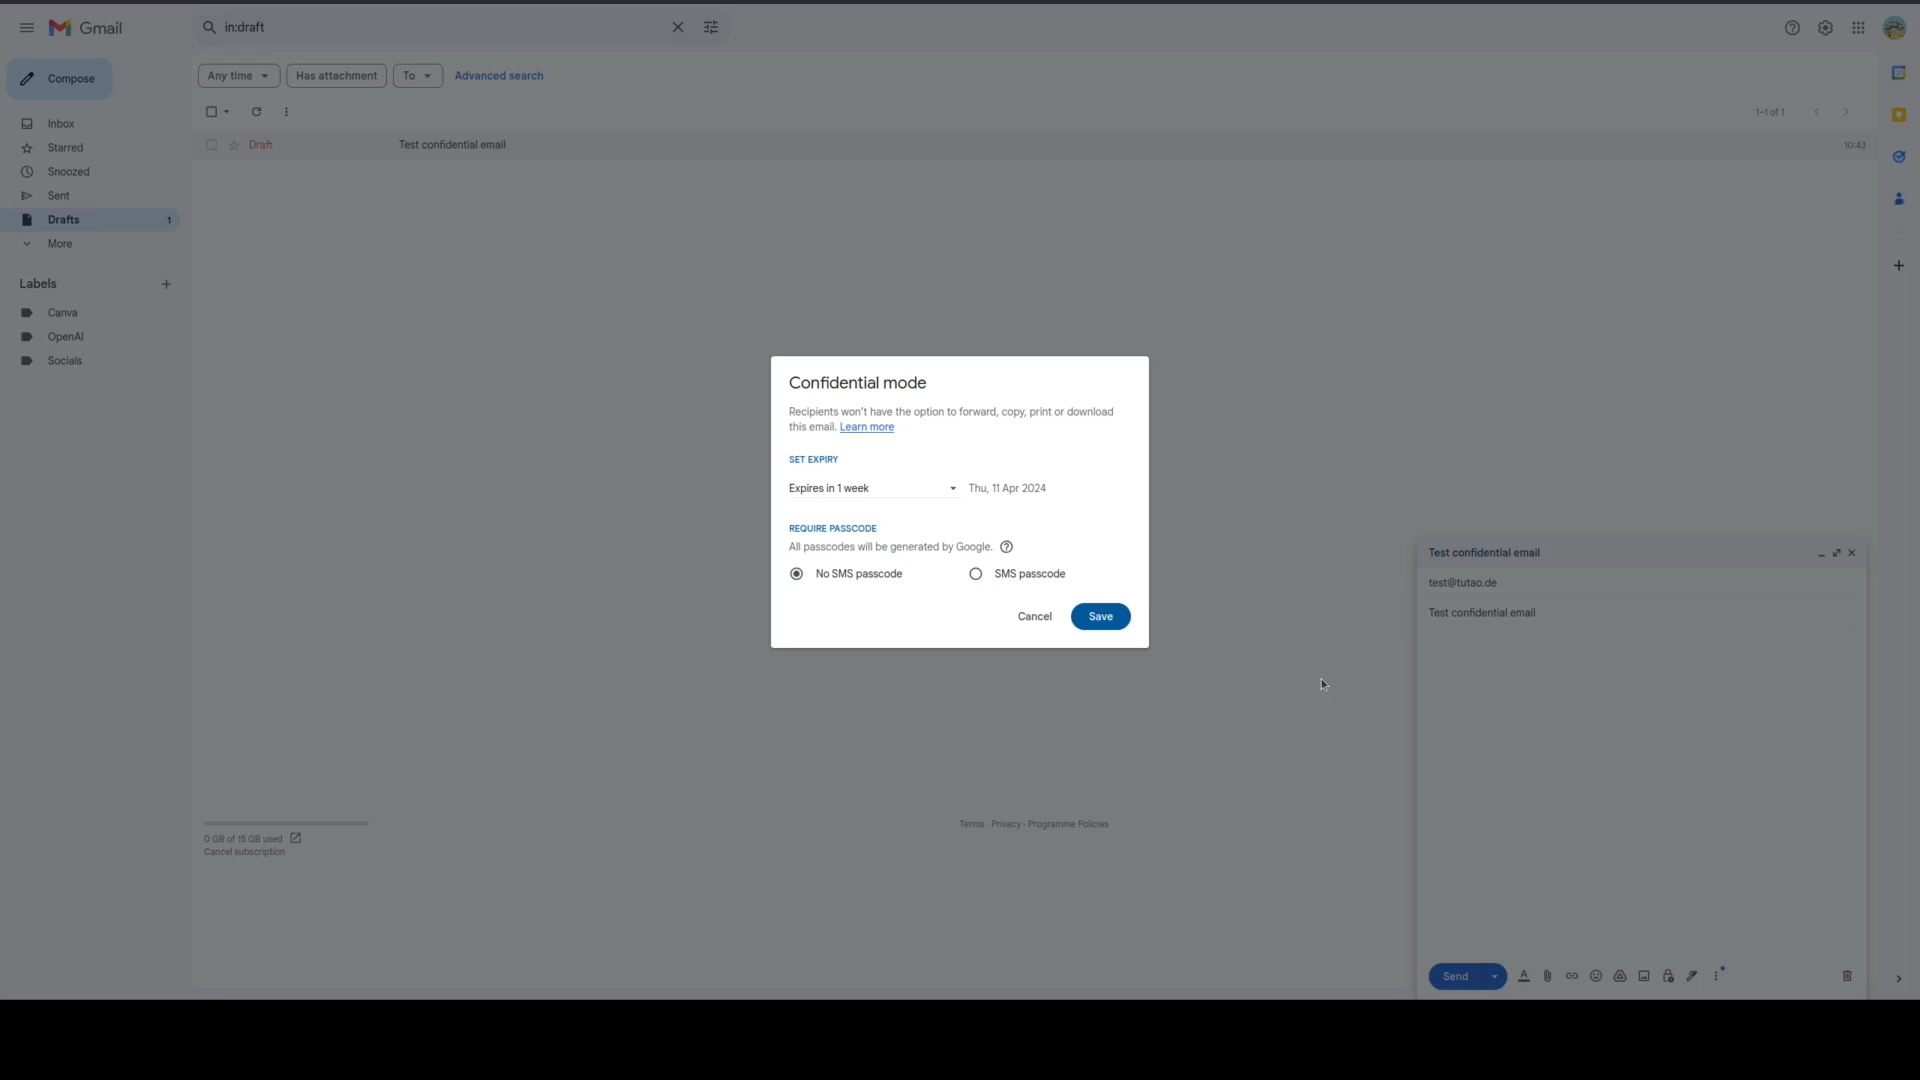 Gmail
in:draft
Compose
Any time
Has attachment
To
Advanced search
1–1 of 1
Inbox
Starred
Snoozed
Sent
Drafts 1
More
Draft Test confidential email 10:43
Labels
Canva
OpenAI
Socials
Confidential mode
Recipients won't have the option to forward, copy, print or download
this email. Learn more
SET EXPIRY
Expires in 1 week Thu, 11 Apr 2024
REQUIRE PASSCODE
All passcodes will be generated by Google.
No SMS passcode SMS passcode
Cancel Save
Test confidential email
test@tutao.de
Test confidential email
0 GB of 15 GB used
Cancel subscription
Terms · Privacy · Programme Policies
Send